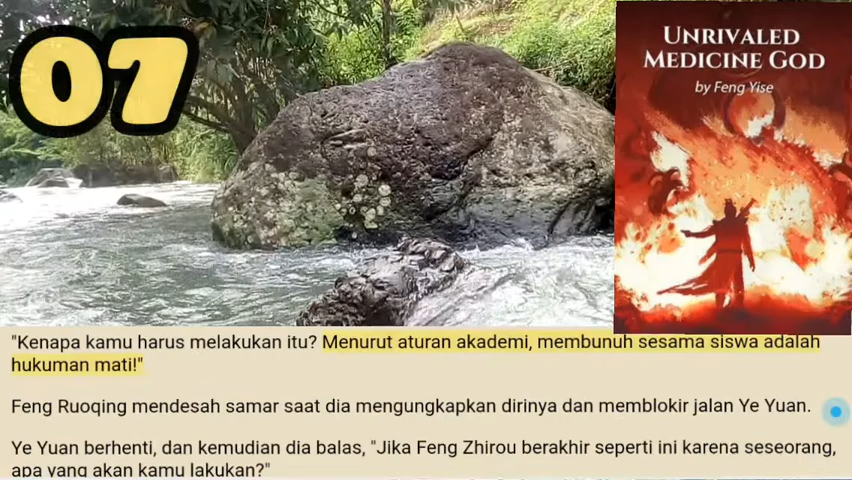 07
UNRIVALED
MEDICINE GOD
by Feng Yise
"Kenapa kamu harus melakukan itu? Menurut aturan akademi, membunuh sesama siswa adalah
hukuman mati!"
Feng Ruoqing mendesah samar saat dia mengungkapkan dirinya dan memblokir jalan Ye Yuan.
Ye Yuan berhenti, dan kemudian dia balas, "Jika Feng Zhirou berakhir seperti ini karena seseorang,
apa yang akan kamu lakukan?"